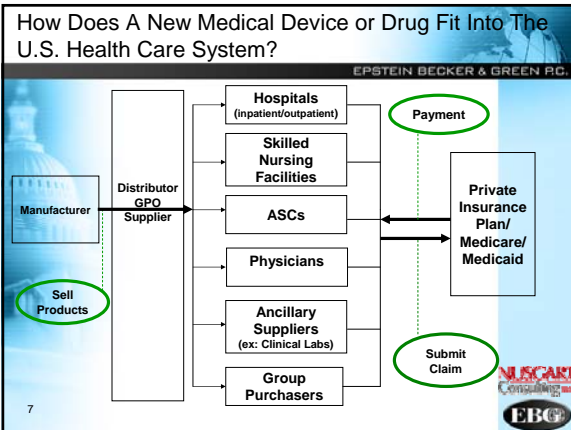 How Does A New Medical Device or Drug Fit Into The
U.S. Health Care System?
EPSTEIN BECKER & GREEN P.C.
Hospitals
(inpatient/outpatient)
Payment
Skilled
Nursing
Facilities
Distributor
GPO
Supplier
Manufacturer
ASCs
Private
Insurance
Plan/
Medicare/
Medicaid
Physicians
Sell
Products
Ancillary
Suppliers
(ex: Clinical Labs)
Submit
Claim
Group
Purchasers
NUSGART
Consulting
EBG
7